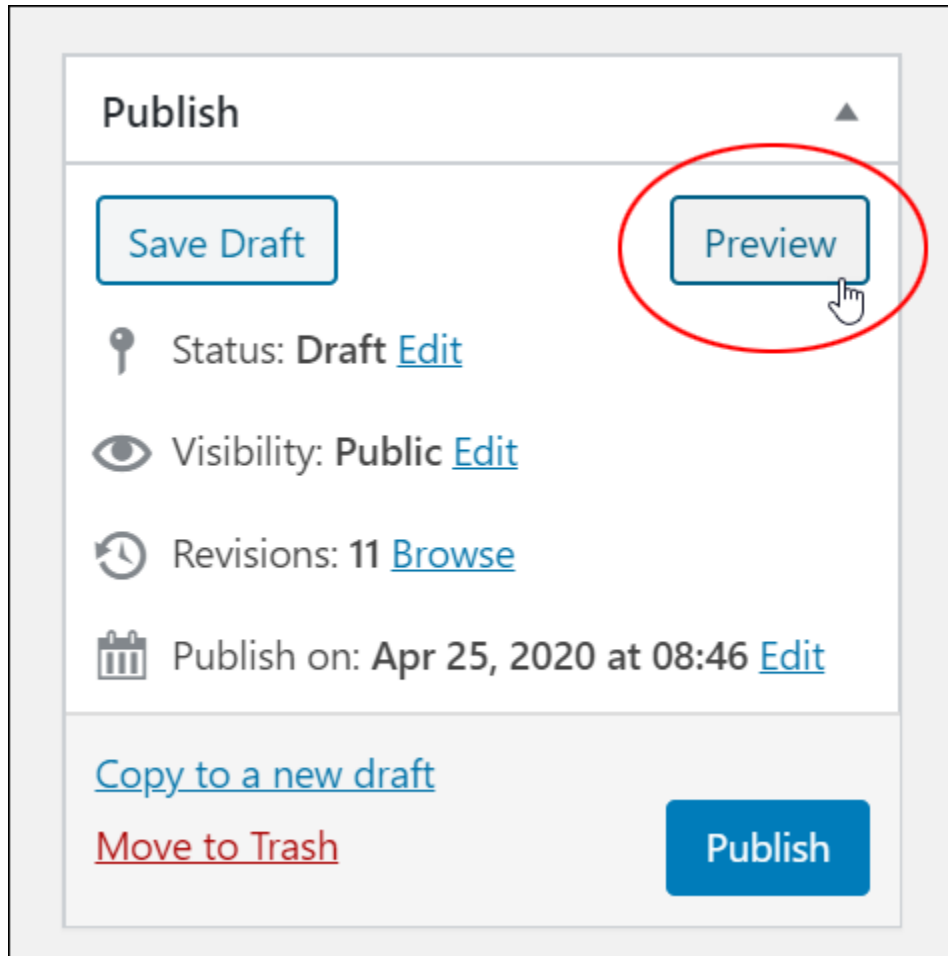 Publish
Save Draft Preview
Status: Draft Edit
Visibility: Public Edit
Revisions: 11 Browse
Publish on: Apr 25, 2020 at 08:46 Edit
Copy to a new draft
Move to Trash Publish